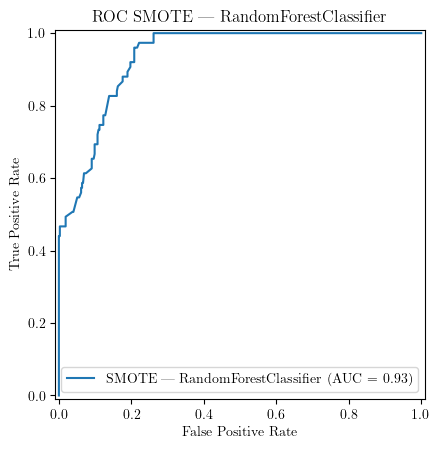 ROC SMOTE — RandomForestClassifier
1.0
0.8
0.6
0.4
0.2
0.0
True Positive Rate
SMOTE — RandomForestClassifier (AUC = 0.93)
0.0 0.2 0.4 0.6 0.8 1.0
False Positive Rate